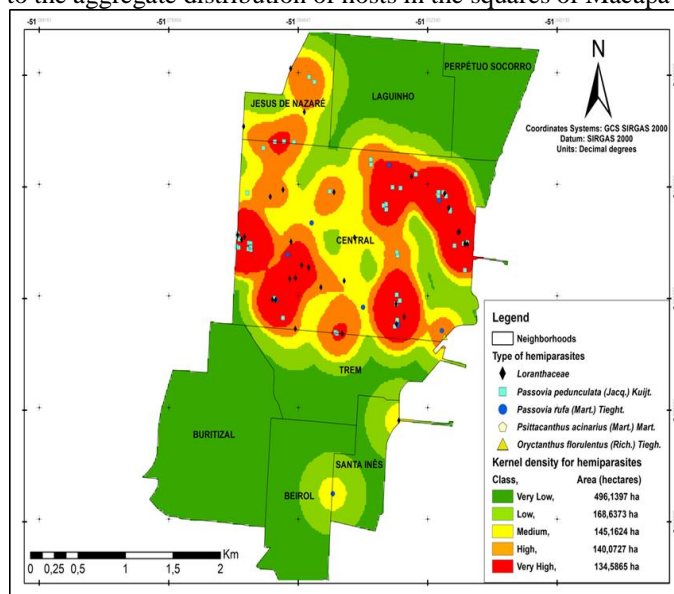 to the aggregate distribution of hosts in the squares of Macapá
N
Coordinates Systems: GCS SIRGAS 2000
Datum: SIRGAS 2000
Units: Decimal degrees
PERPÉTUO SOCORRO
LAGUINHO
JESUS DE NAZARÉ
CENTRAL
TREM
BURITIZAL
SANTA INÊS
BEIROL
Legend
Neighborhoods
Type of hemiparasites
Loranthaceae
Passovia pedunculata (Jacq.) Kuijt.
Passovia rufa (Mart.) Tieght.
Psittacanthus acinarius (Mart.) Mart.
Oryctanthus florulentus (Rich.) Tiegh.
Kernel density for hemiparasites
Class, Area (hectares)
Very Low, 496,1397 ha
Low, 168,6373 ha
Medium, 145,1624 ha
High, 140,0727 ha
Very High, 134,5865 ha
Km
0 0,25 0,5 1 1,5 2